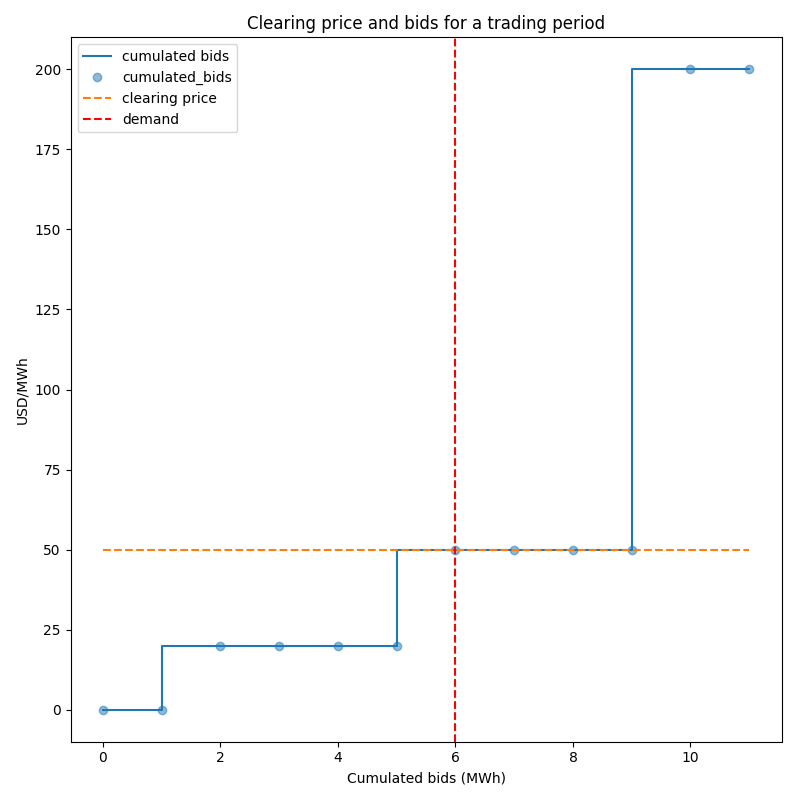 Clearing price and bids for a trading period
cumulated bids
cumulated_bids
clearing price
demand
200
175
150
125
100
75
50
25
0
USD/MWh
0 2 4 6 8 10
Cumulated bids (MWh)